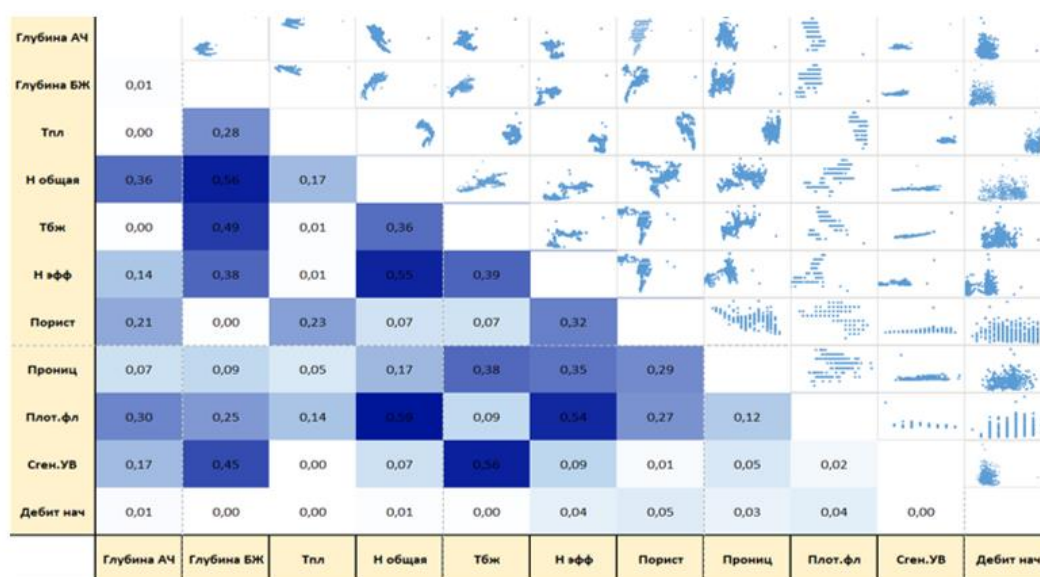 Глубина АЧ
Глубина БЖ 0,01
Тпл 0,00 0,28
Н общая 0,36 0,56 0,17
Тбж 0,00 0,49 0,01 0,36
Н эфф 0,14 0,38 0,01 0,55 0,39
Порист 0,21 0,00 0,23 0,07 0,07 0,32
Прониц 0,07 0,09 0,05 0,17 0,38 0,35 0,29
Плот.фл 0,30 0,25 0,14 0,59 0,09 0,54 0,27 0,12
Сген.УВ 0,17 0,45 0,00 0,07 0,56 0,09 0,01 0,05 0,02
Дебит нач 0,01 0,00 0,00 0,01 0,00 0,04 0,05 0,03 0,04 0,00
Глубина АЧ Глубина БЖ Тпл Н общая Тбж Н эфф Порист Прониц Плот.фл Сген.УВ Дебит нач